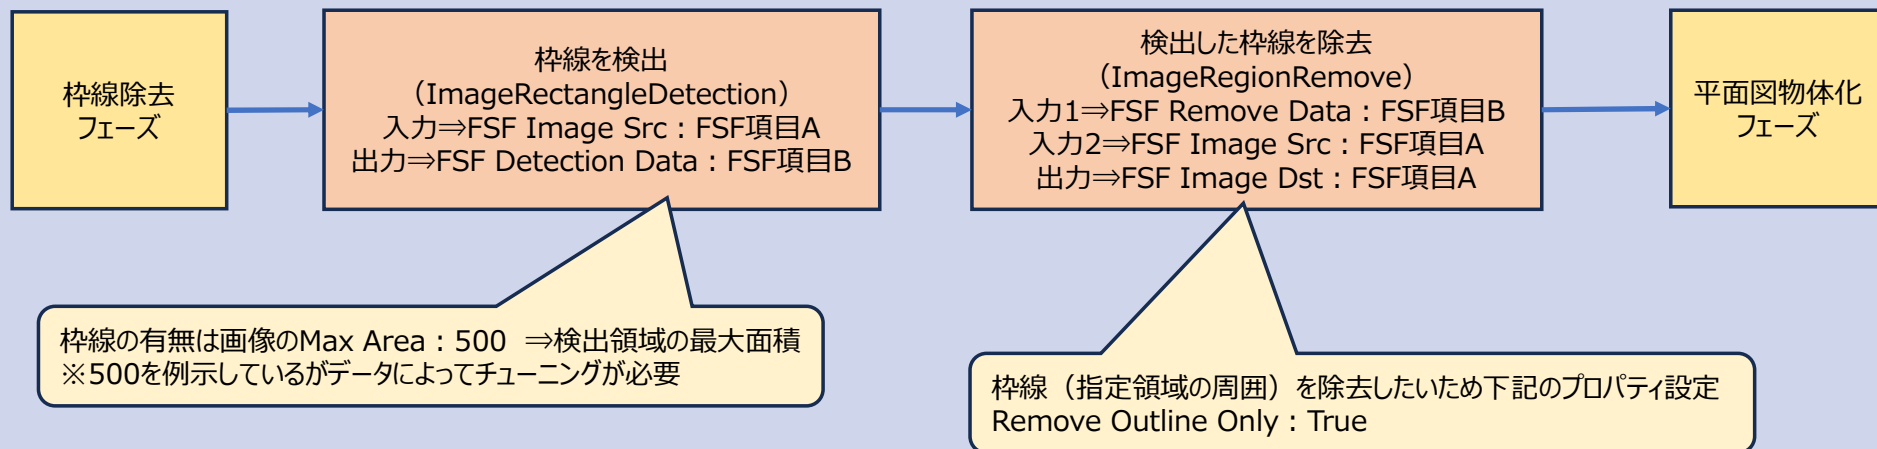 枠線除去
フェーズ
枠線を検出
（ImageRectangleDetection）
入力⇒FSF Image Src：FSF項目A
出力⇒FSF Detection Data：FSF項目B
検出した枠線を除去
（ImageRegionRemove）
入力1⇒FSF Remove Data：FSF項目B
入力2⇒FSF Image Src：FSF項目A
出力⇒FSF Image Dst：FSF項目A
平面図物体化
フェーズ
枠線の有無は画像のMax Area：500 ⇒検出領域の最大面積
※500を例示しているがデータによってチューニングが必要
枠線（指定領域の周囲）を除去したいため下記のプロパティ設定
Remove Outline Only：True